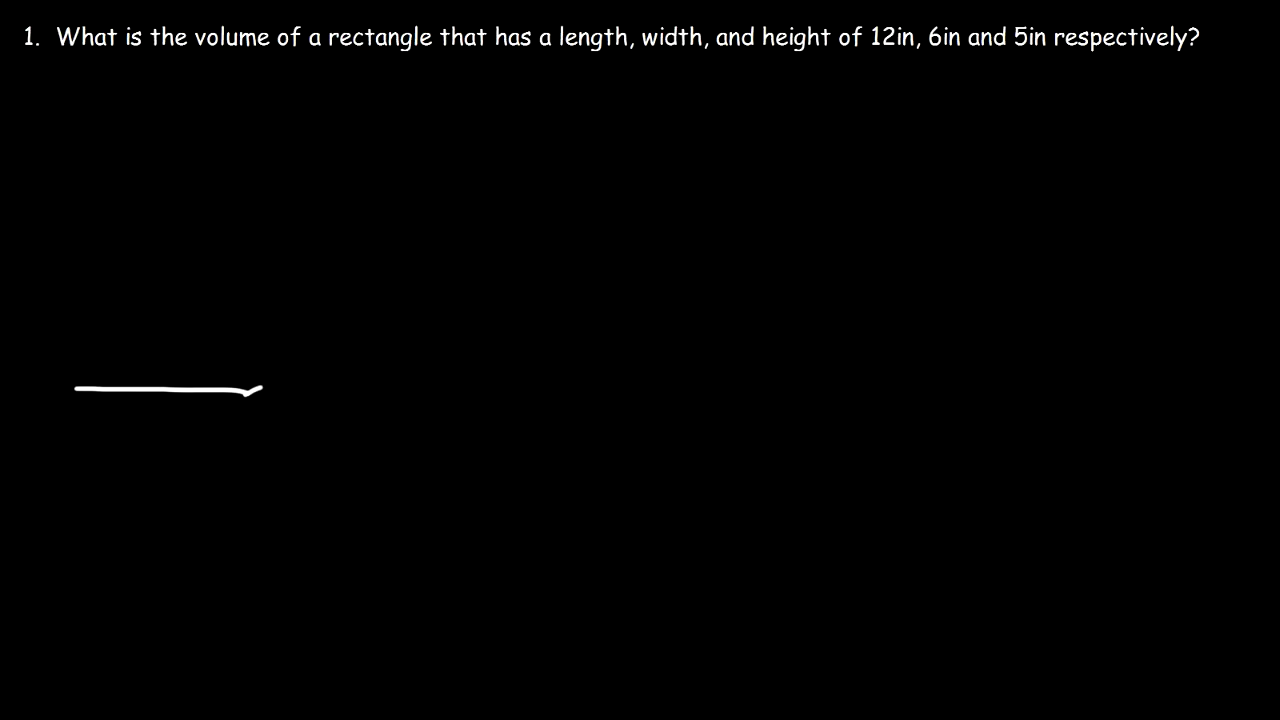 1. What is the volume of a rectangle that has a length, width, and height of 12in, 6in and 5in respectively?